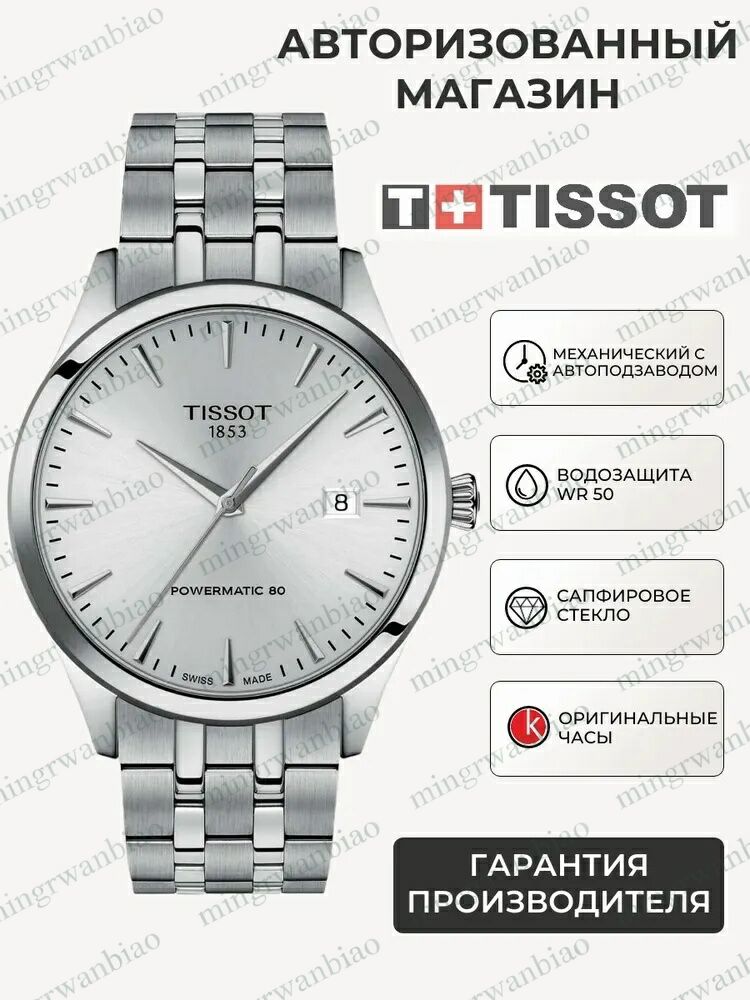 АВТОРИЗОВАННЫЙ
МАГАЗИН
T+TISSOT
TISSOT
1853
8
POWERMATIC 80
SWISS MADE
МЕХАНИЧЕСКИЙ С
АВТОПОДЗАВОДОМ
ВОДОЗАЩИТА
WR 50
САПФИРОВОЕ
СТЕКЛО
k
ОРИГИНАЛЬНЫЕ
ЧАСЫ
ГАРАНТИЯ
ПРОИЗВОДИТЕЛЯ
mingrwanbiao